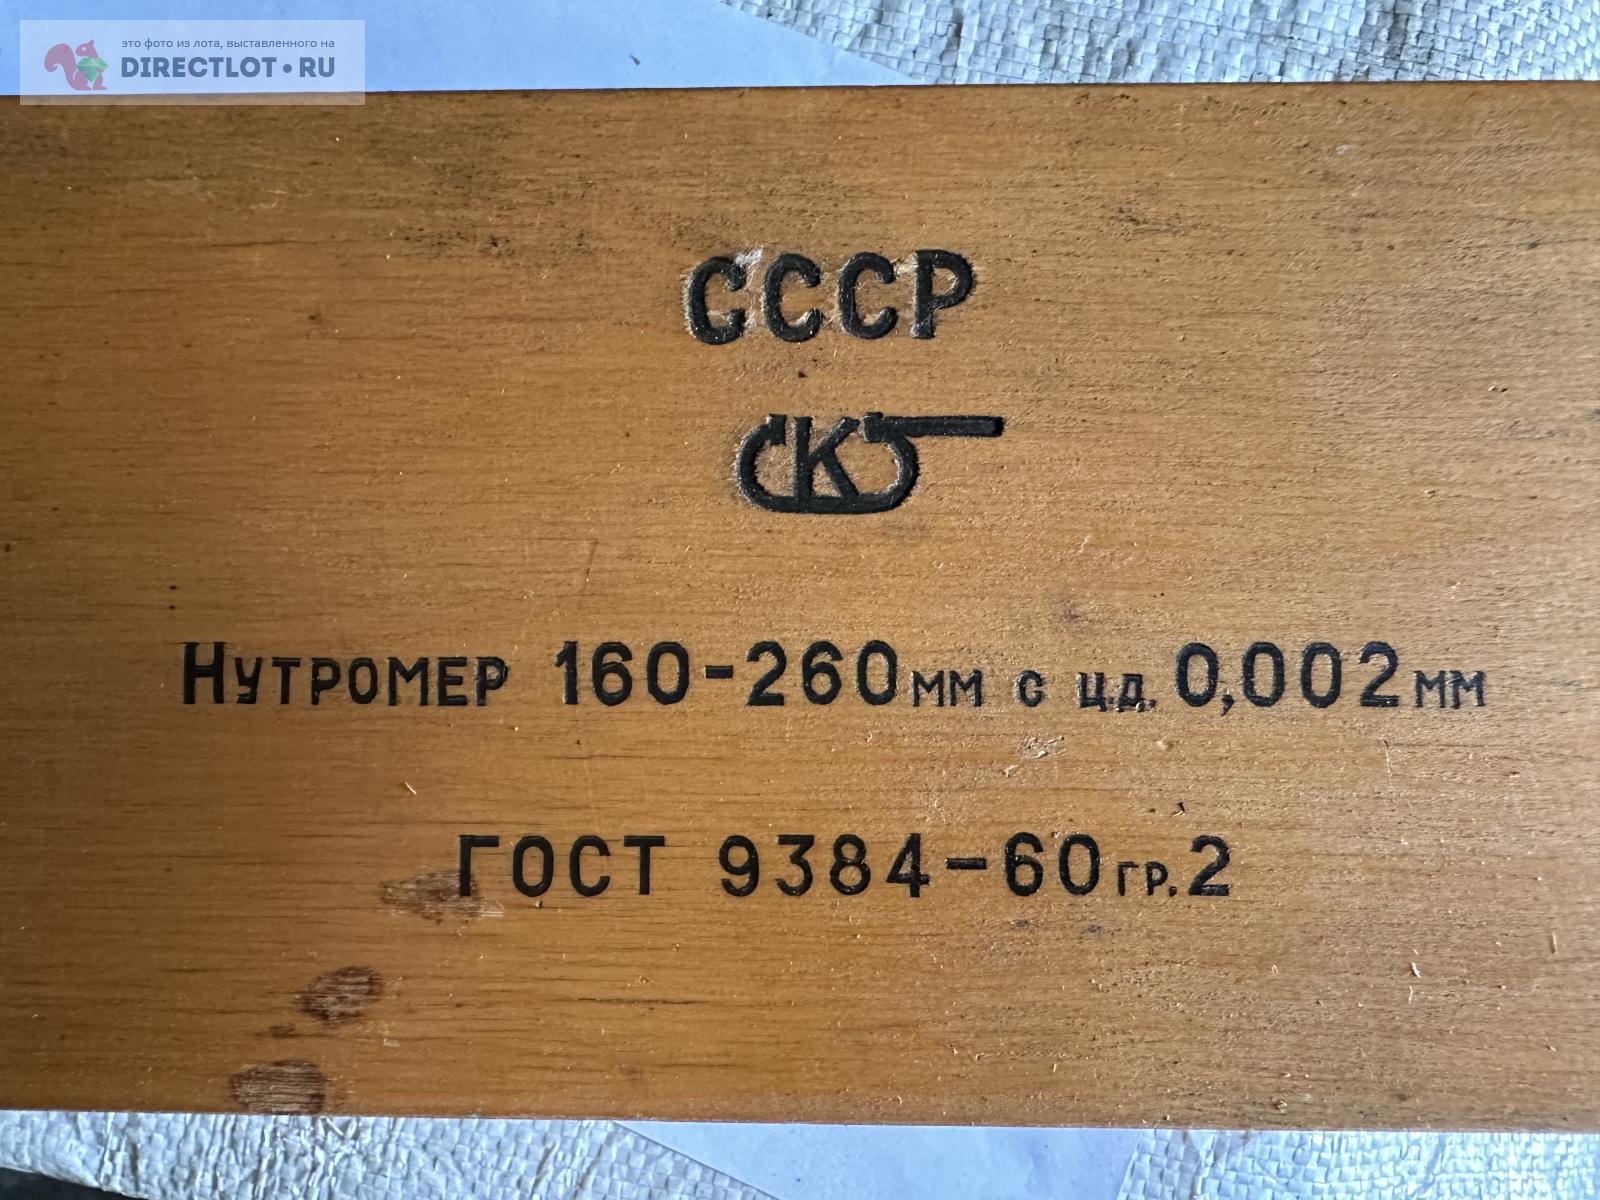 это фото из лота, выставленного на
DIRECTLOT•RU
СССР
К
Нутромер 160-260мм с ц.д. 0,002мм
ГОСТ 9384-60гр.2